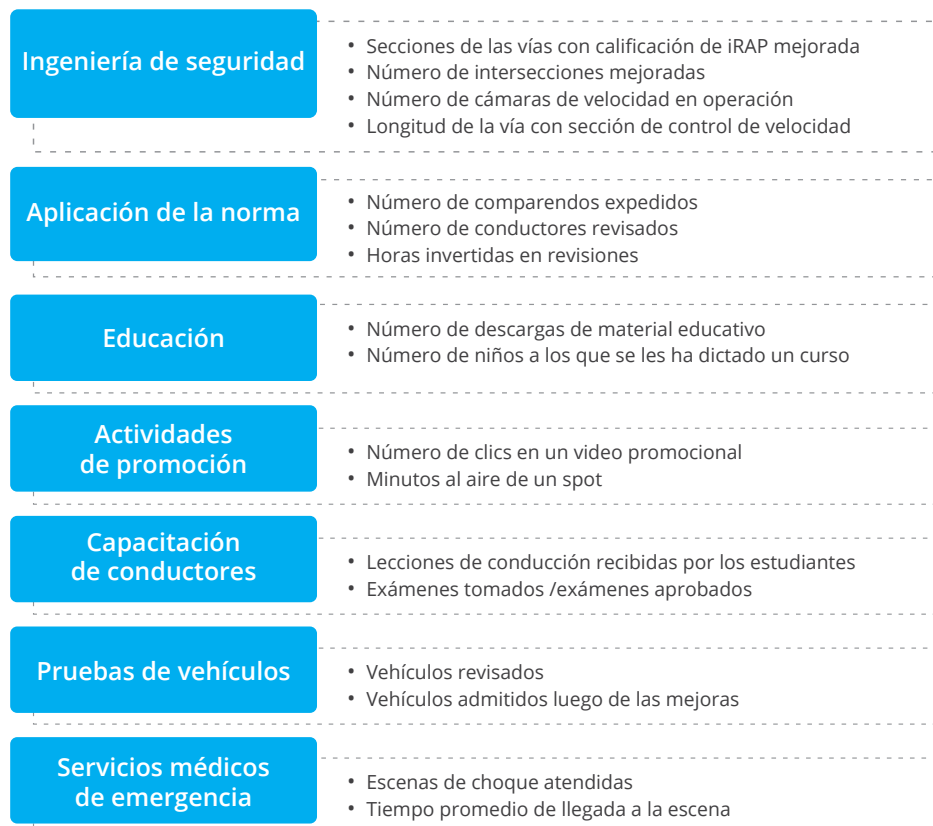 Ingeniería de seguridad
• Secciones de las vías con calificación de iRAP mejorada
• Número de intersecciones mejoradas
• Número de cámaras de velocidad en operación
• Longitud de la vía con sección de control de velocidad
Aplicación de la norma
• Número de comparendos expedidos
• Número de conductores revisados
• Horas invertidas en revisiones
Educación
• Número de descargas de material educativo
• Número de niños a los que se les ha dictado un curso
Actividades
de promoción
• Número de clics en un video promocional
• Minutos al aire de un spot
Capacitación
de conductores
• Lecciones de conducción recibidas por los estudiantes
• Exámenes tomados /exámenes aprobados
Pruebas de vehículos
• Vehículos revisados
• Vehículos admitidos luego de las mejoras
Servicios médicos
de emergencia
• Escenas de choque atendidas
• Tiempo promedio de llegada a la escena